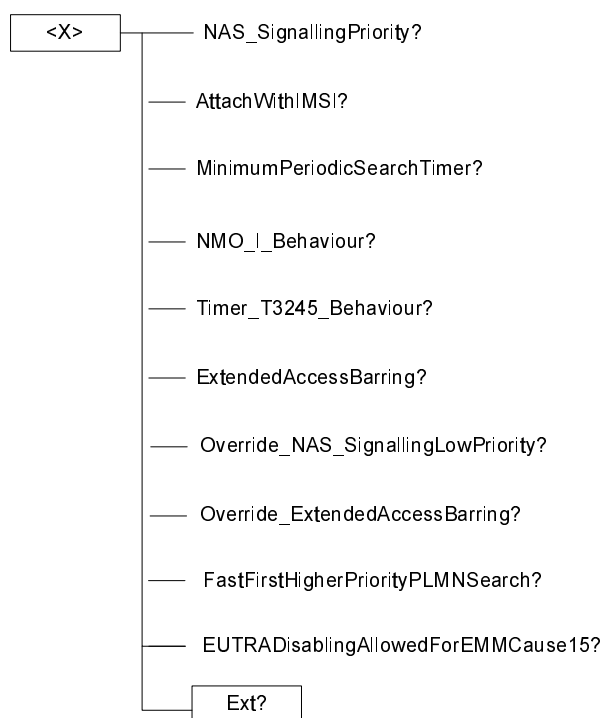 <X>
NAS_SignallingPriority?
AttachWithIMSI?
MinimumPeriodicSearchTimer?
NMO_I_Behaviour?
Timer_T3245_Behaviour?
ExtendedAccessBarring?
Override_NAS_SignallingLowPriority?
Override_ExtendedAccessBarring?
FastFirstHigherPriorityPLMNSearch?
EUTRADisablingAllowedForEMMCause15?
Ext?